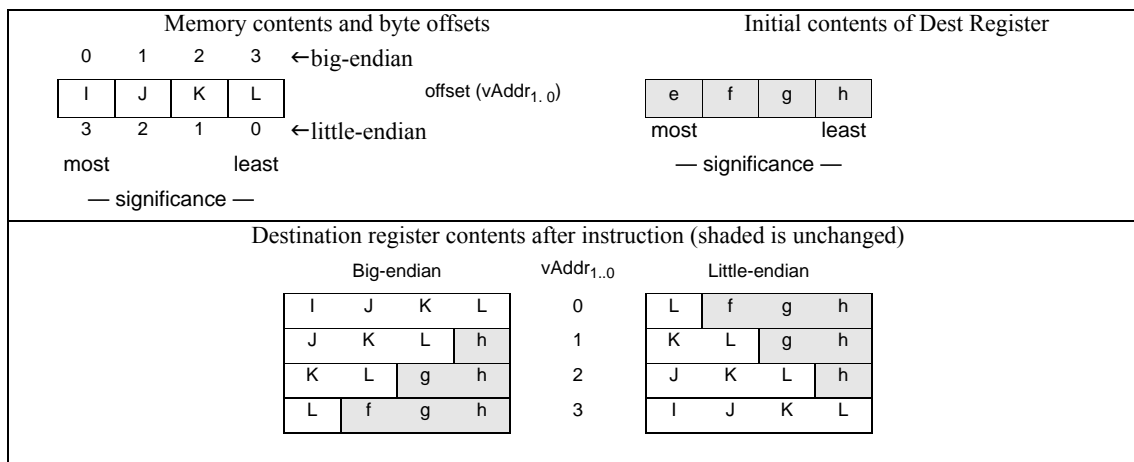 Memory contents and byte offsets
Initial contents of Dest Register
0 1 2 3 ←big-endian
I J K L offset (vAddr1. 0)
e f g h
3 2 1 0 ←little-endian
most least
most least
— significance —
— significance —
Destination register contents after instruction (shaded is unchanged)
Big-endian vAddr1..0 Little-endian
I J K L 0 L f g h
J K L h 1 K L g h
K L g h 2 J K L h
L f g h 3 I J K L